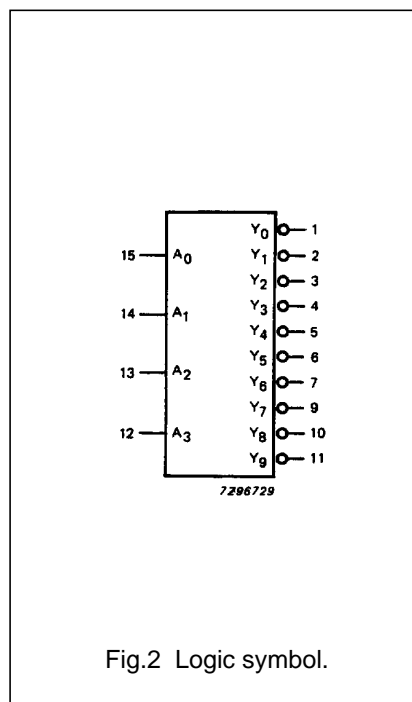 Y0 1
15 A0 Y1 2
Y2 3
14 A1 Y3 4
Y4 5
13 A2 Y5 6
Y6 7
Y7 9
12 A3 Y8 10
Y9 11
7Z96729
Fig.2 Logic symbol.